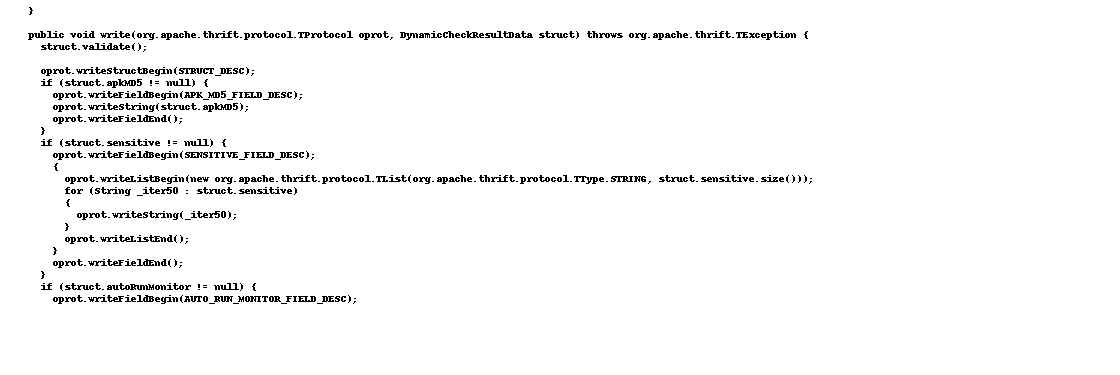 }
public void write(org.apache.thrift.protocol.TProtocol oprot, DynamicCheckResultData struct) throws org.apache.thrift.TException {
struct.validate();
oprot.writeStructBegin(STRUCT_DESC);
if (struct.apkMD5 != null) {
oprot.writeFieldBegin(APK_MD5_FIELD_DESC);
oprot.writeString(struct.apkMD5);
oprot.writeFieldEnd();
}
if (struct.sensitive != null) {
oprot.writeFieldBegin(SENSITIVE_FIELD_DESC);
{
oprot.writeListBegin(new org.apache.thrift.protocol.TList(org.apache.thrift.protocol.TType.STRING, struct.sensitive.size()));
for (String _iter50 : struct.sensitive)
{
oprot.writeString(_iter50);
}
oprot.writeListEnd();
}
oprot.writeFieldEnd();
}
if (struct.autoRunMonitor != null) {
oprot.writeFieldBegin(AUTO_RUN_MONITOR_FIELD_DESC);